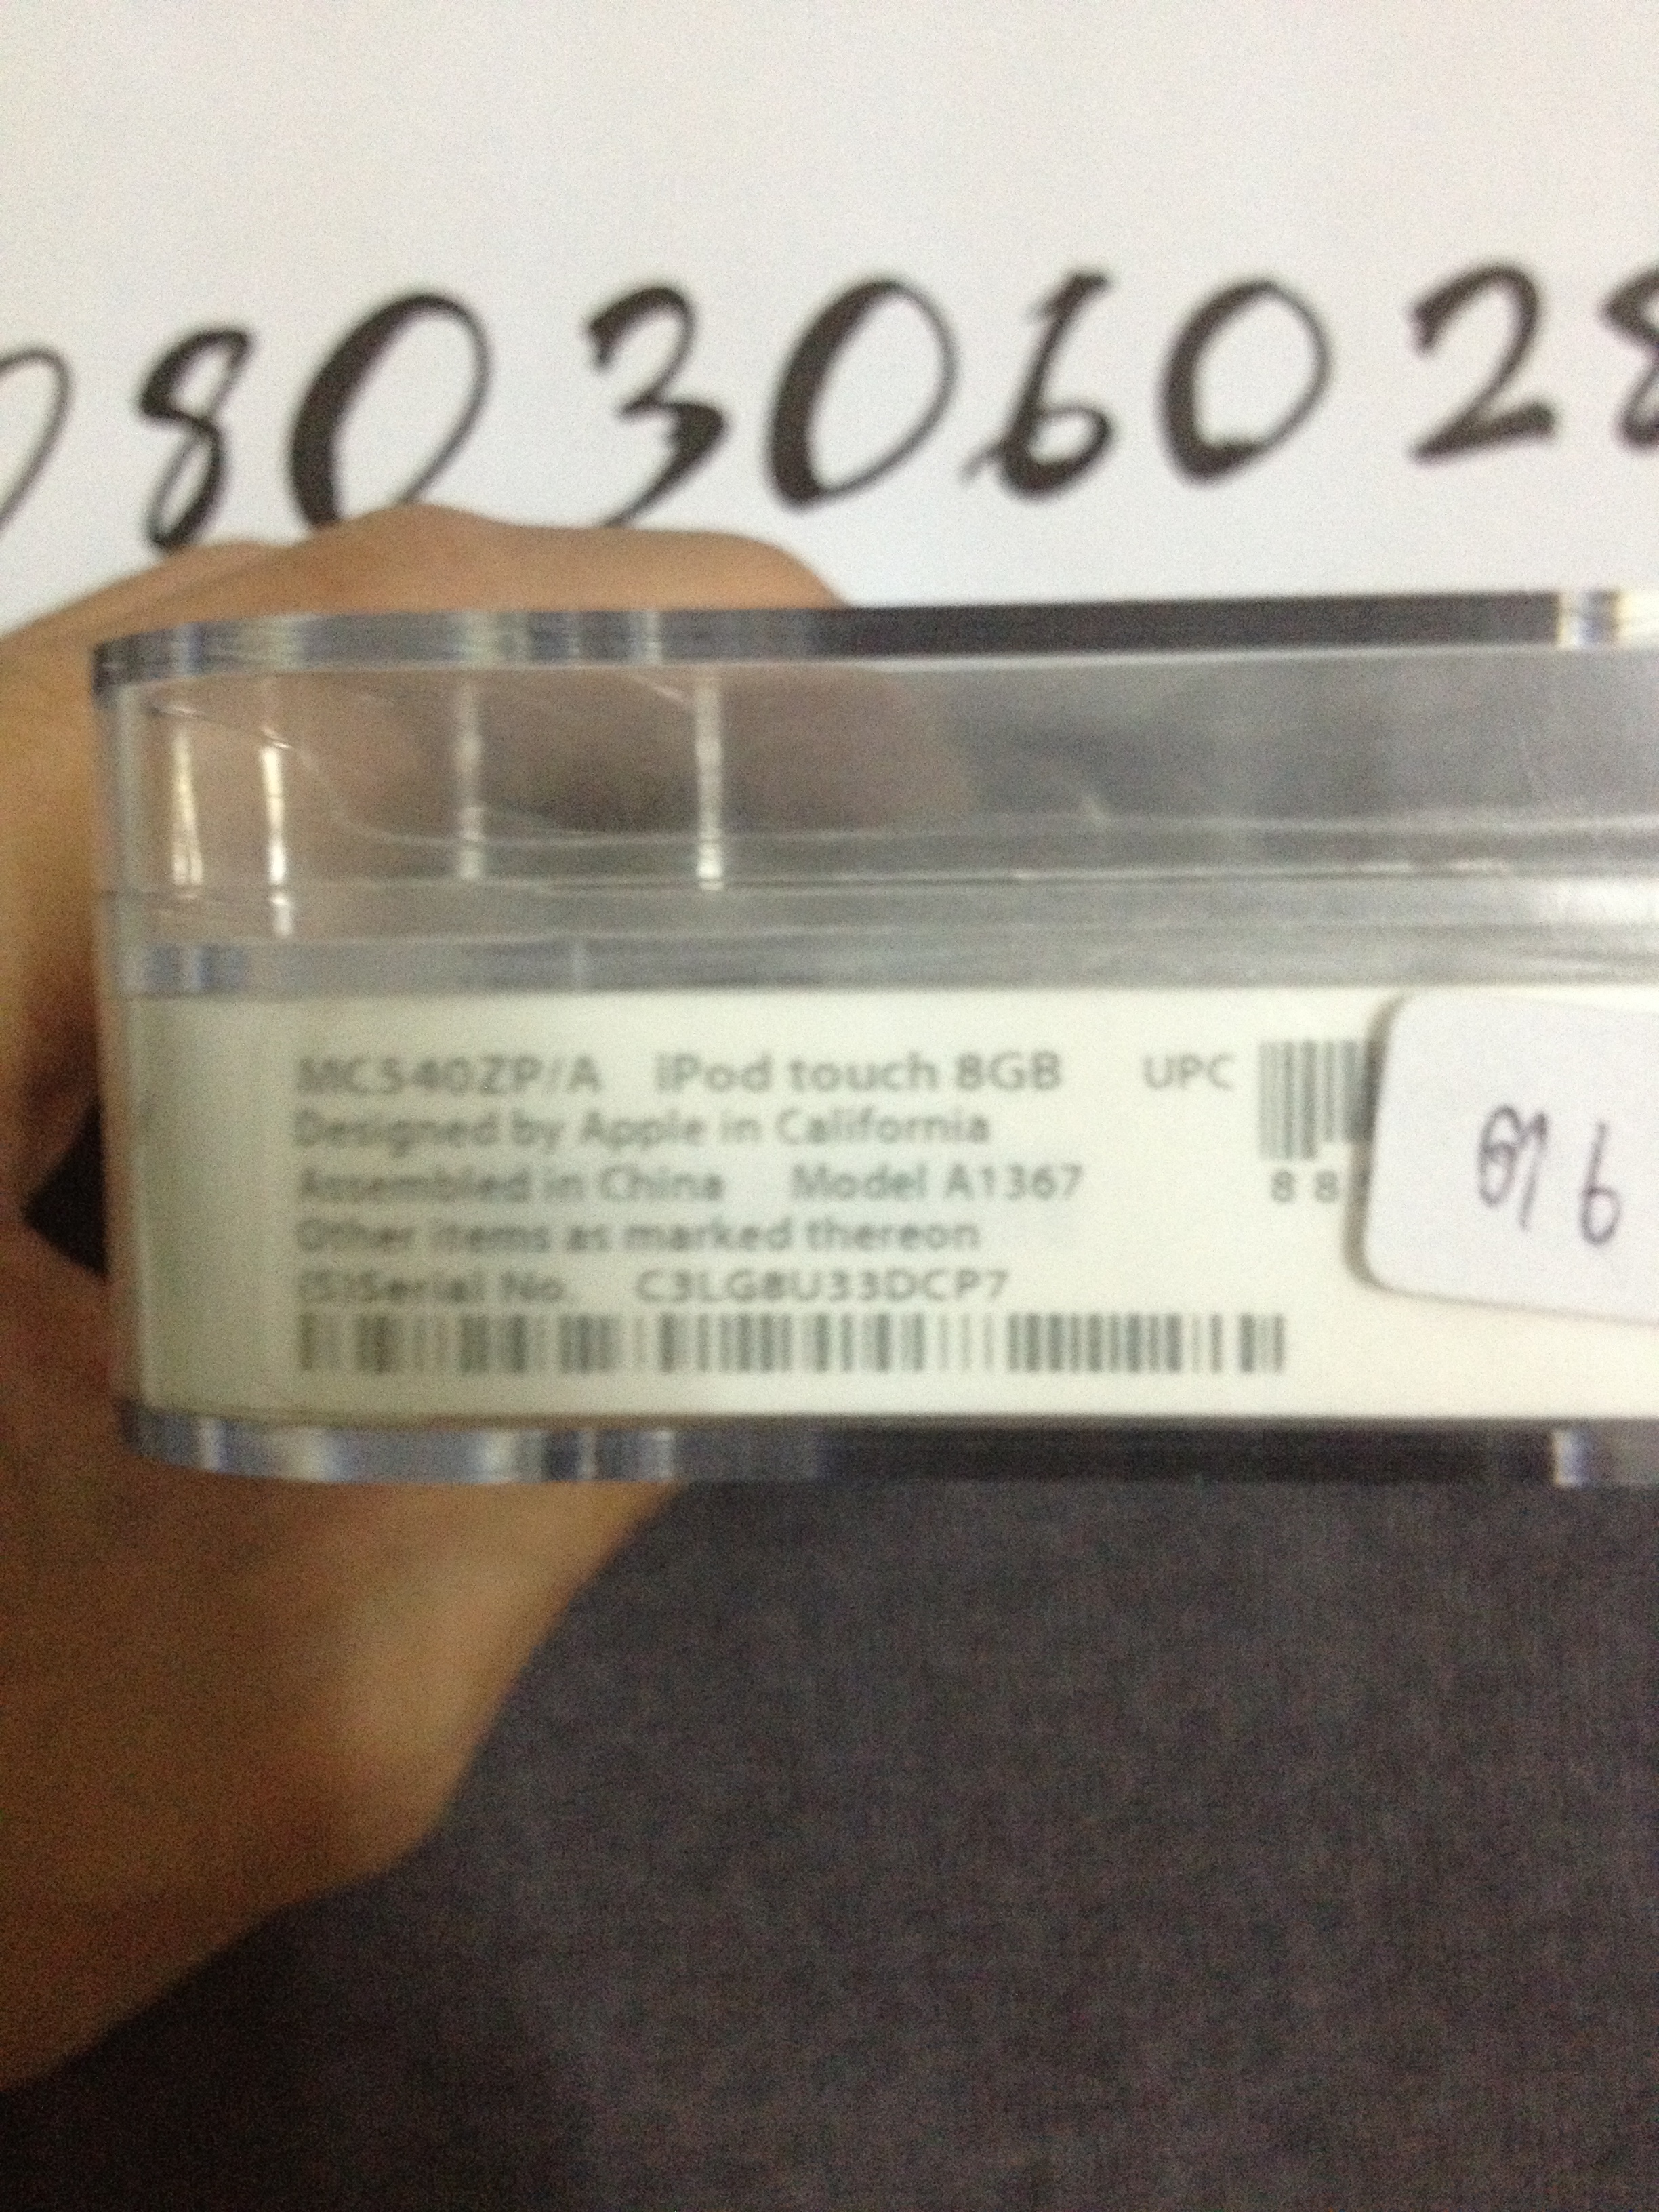 080306028
MC540ZP/A iPod touch 8GB UPC
Designed by Apple in California
Assembled in China Model A1367
Other items as marked thereon
(S)Serial No. C3LG8U33DCP7
88